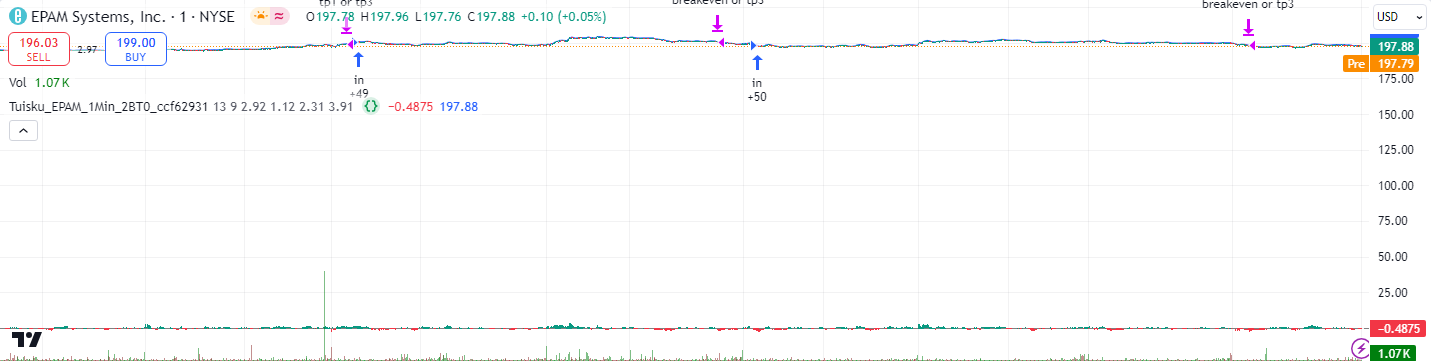 EPAM Systems, Inc. · 1 · NYSE
O197.78 H197.96 L197.76 C197.88 +0.10 (+0.05%)
tp1 or tp3
breakeven or tp3
breakeven or tp3
USD
196.03
SELL
2.97
199.00
BUY
197.88
Pre 197.79
Vol 1.07 K
in
+49
in
+50
Tuisku_EPAM_1Min_2BT0_ccf62931 13 9 2.92 1.12 2.31 3.91 {} −0.4875 197.88
175.00
150.00
125.00
100.00
75.00
50.00
25.00
−0.4875
1.07 K